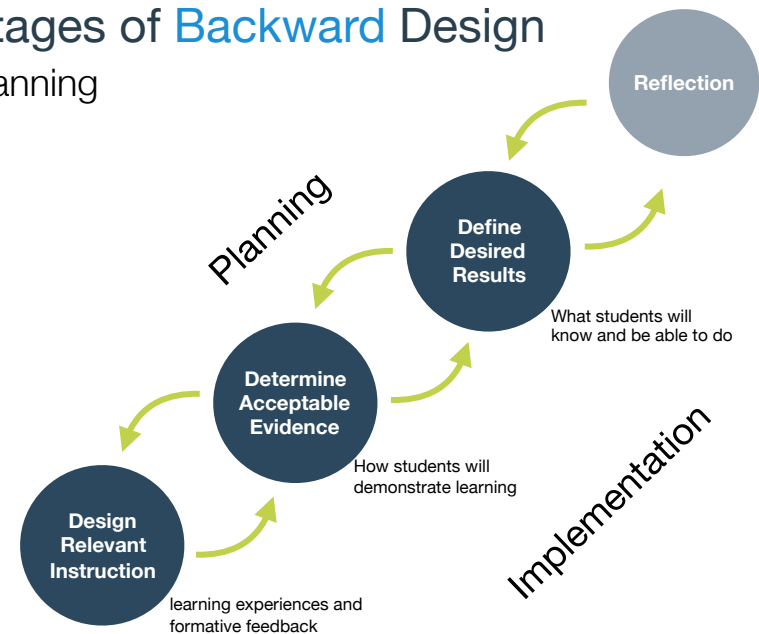 tages of Backward Design
anning
Reflection
Planning
Define
Desired
Results
What students will
know and be able to do
Determine
Acceptable
Evidence
How students will
demonstrate learning
Implementation
Design
Relevant
Instruction
learning experiences and
formative feedback